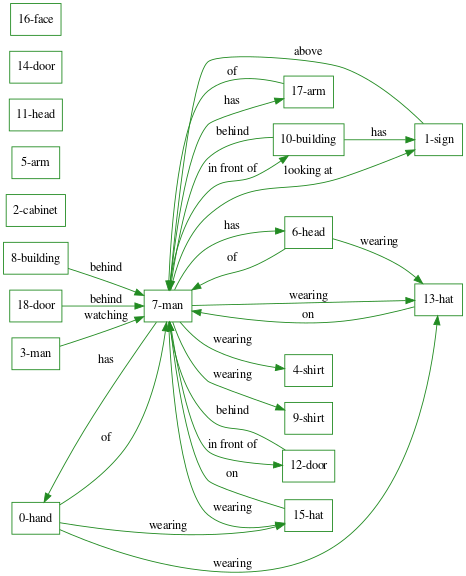 16-face
14-door
11-head
5-arm
2-cabinet
8-building
18-door
3-man
0-hand
behind
behind
watching
has
of
wearing
wearing
7-man
above
of
has
behind
in front of
looking at
has
of
wearing
on
wearing
wearing
behind
in front of
on
wearing
17-arm
10-building
6-head
4-shirt
9-shirt
12-door
15-hat
has
wearing
1-sign
13-hat